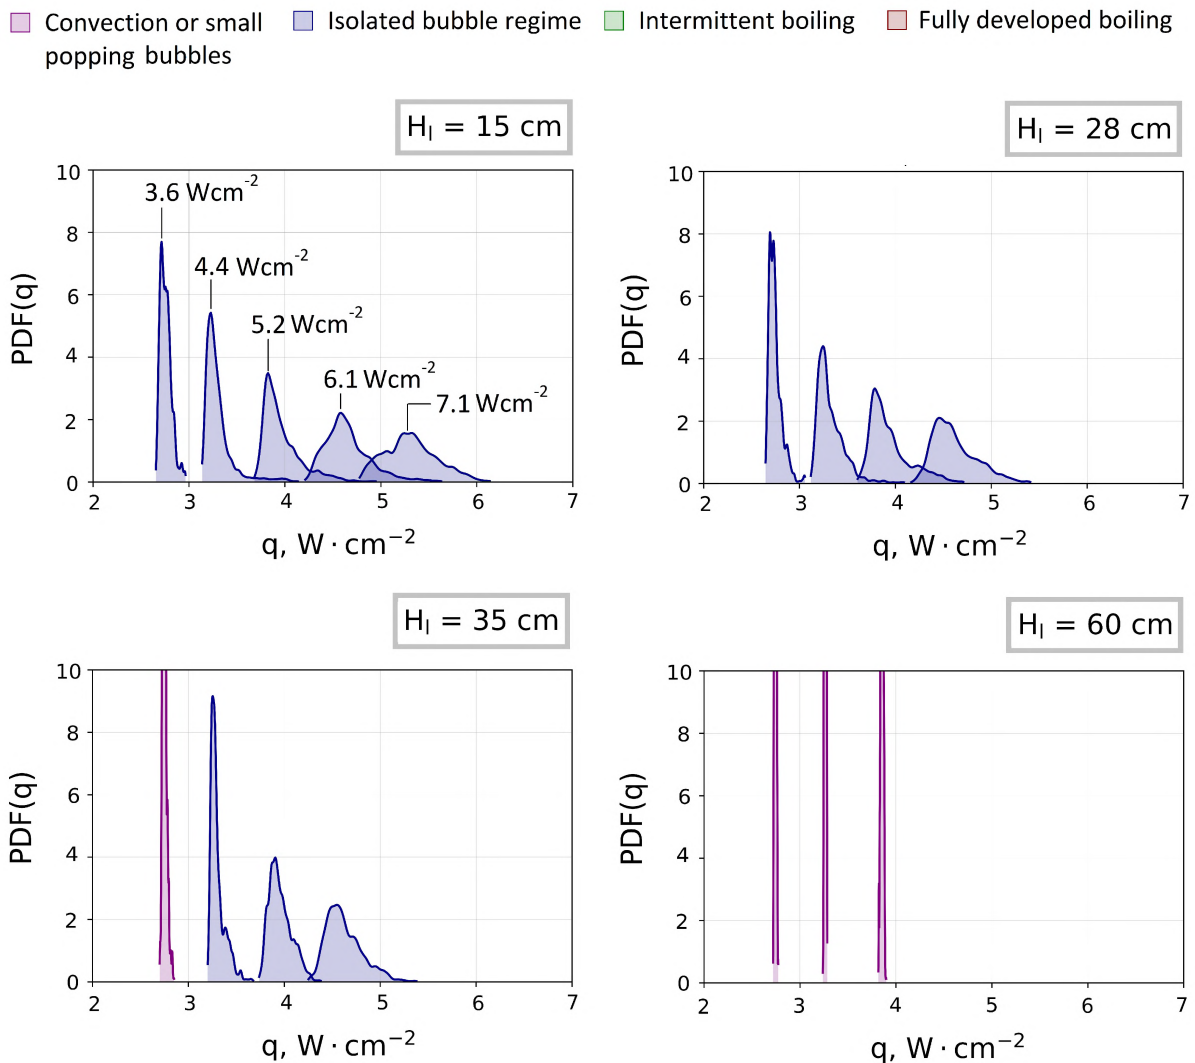 Convection or small
popping bubbles
Isolated bubble regime
Intermittent boiling
Fully developed boiling
H_l = 15 cm
10
8
6
4
2
0
PDF(q)
3.6 Wcm⁻²
4.4 Wcm⁻²
5.2 Wcm⁻²
6.1 Wcm⁻²
7.1 Wcm⁻²
2 3 4 5 6 7
q, W · cm⁻²
H_l = 28 cm
10
8
6
4
2
0
PDF(q)
2 3 4 5 6 7
q, W · cm⁻²
H_l = 35 cm
10
8
6
4
2
0
PDF(q)
2 3 4 5 6 7
q, W · cm⁻²
H_l = 60 cm
10
8
6
4
2
0
PDF(q)
2 3 4 5 6 7
q, W · cm⁻²